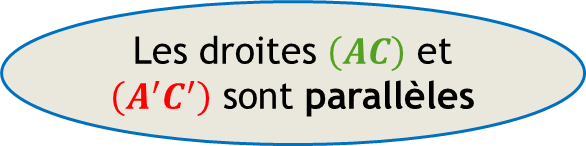 Les droites (AC) et
(A′C′) sont parallèles